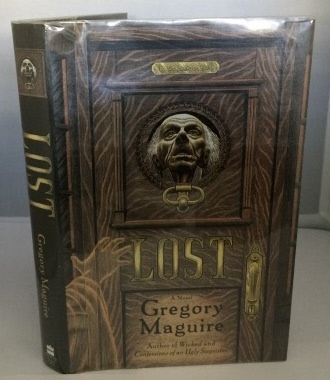 LOST
Gregory Maguire
LOST
A Novel
Gregory
Maguire
Author of Wicked and
Confessions of an Ugly Stepsister